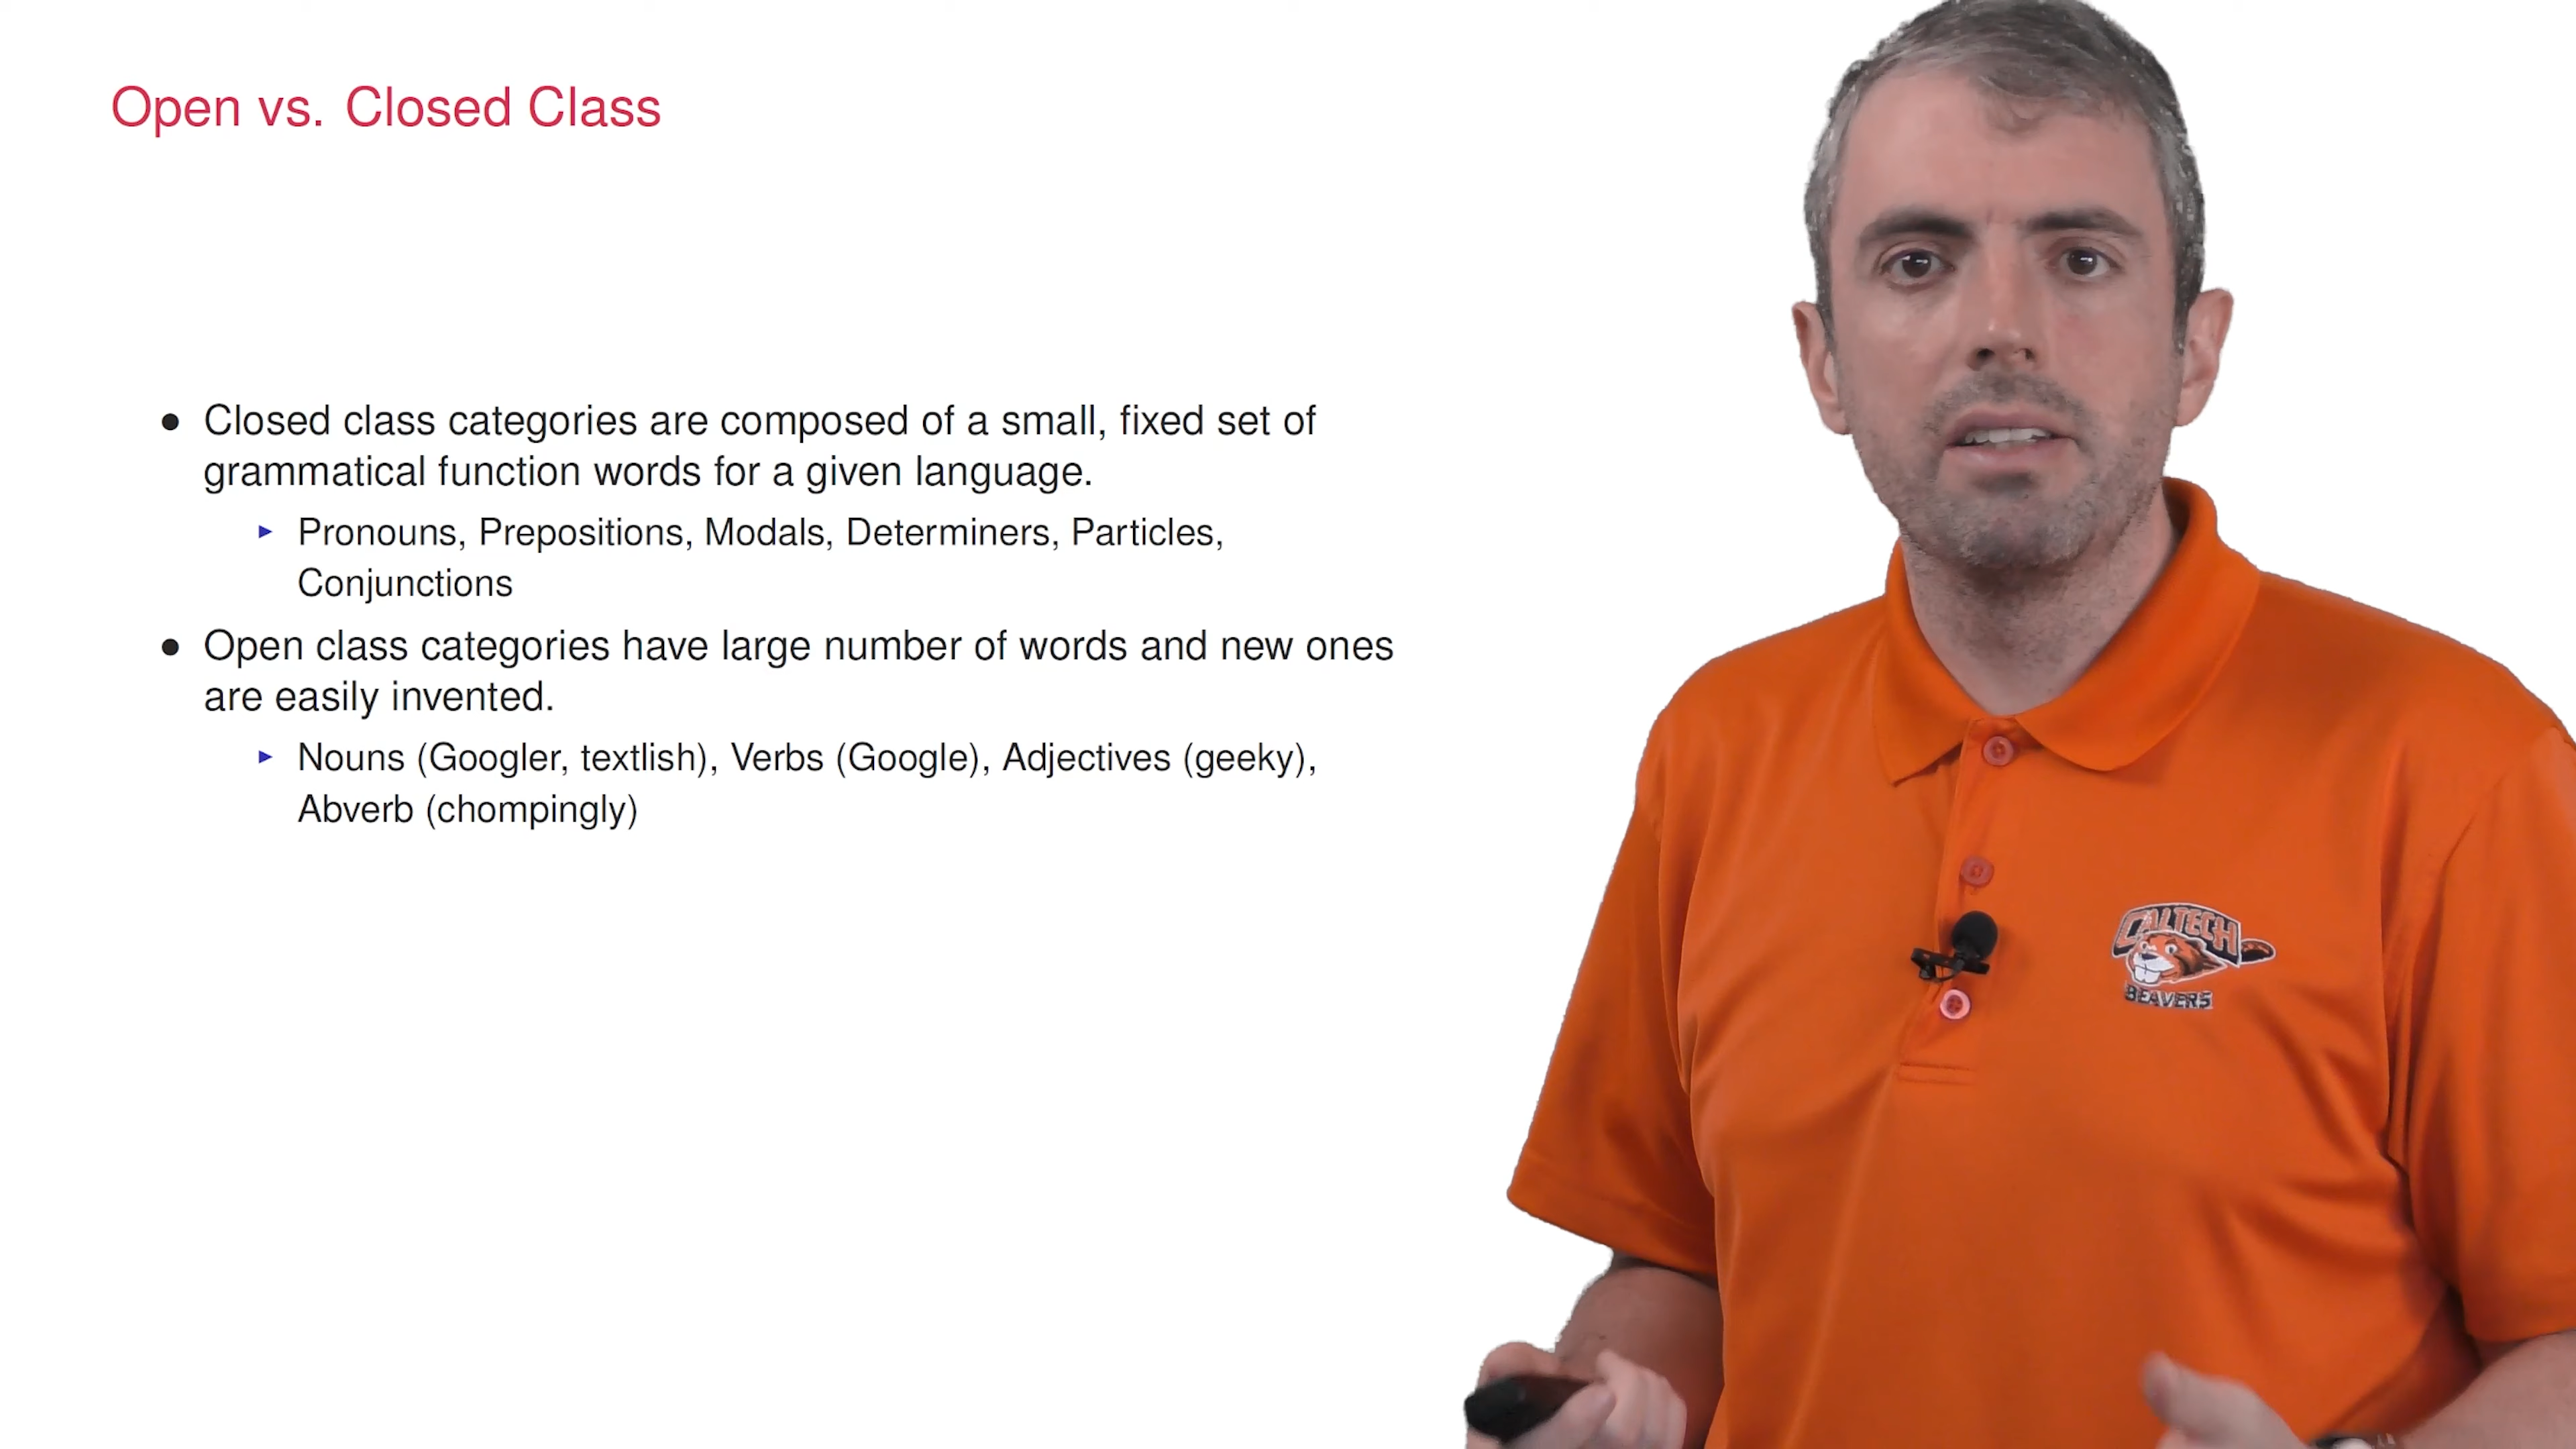 Open vs. Closed Class
• Closed class categories are composed of a small, fixed set of
grammatical function words for a given language.
▶ Pronouns, Prepositions, Modals, Determiners, Particles,
Conjunctions
• Open class categories have large number of words and new ones
are easily invented.
▶ Nouns (Googler, textlish), Verbs (Google), Adjectives (geeky),
Abverb (chompingly)
CALTECH
BEAVERS